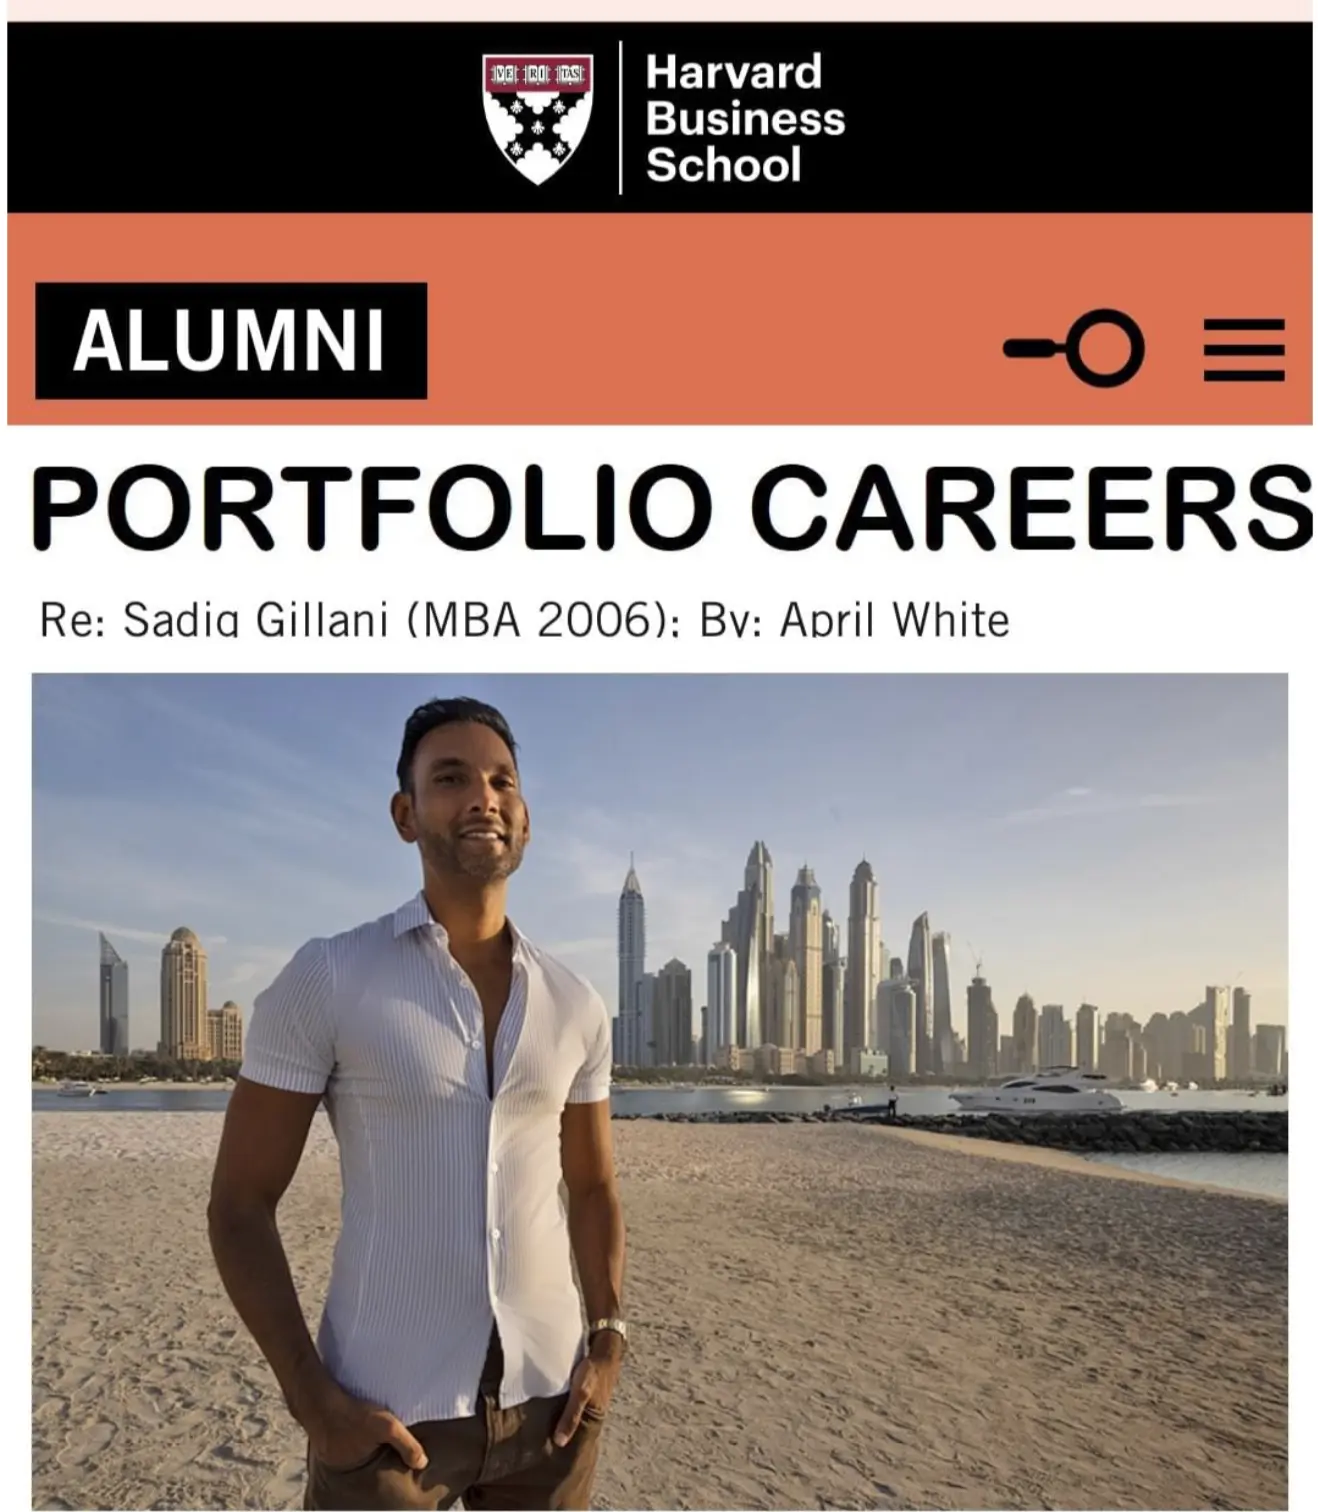 VE RI TAS
Harvard
Business
School
ALUMNI
PORTFOLIO CAREERS
Re: Sadiq Gillani (MBA 2006); By: April White